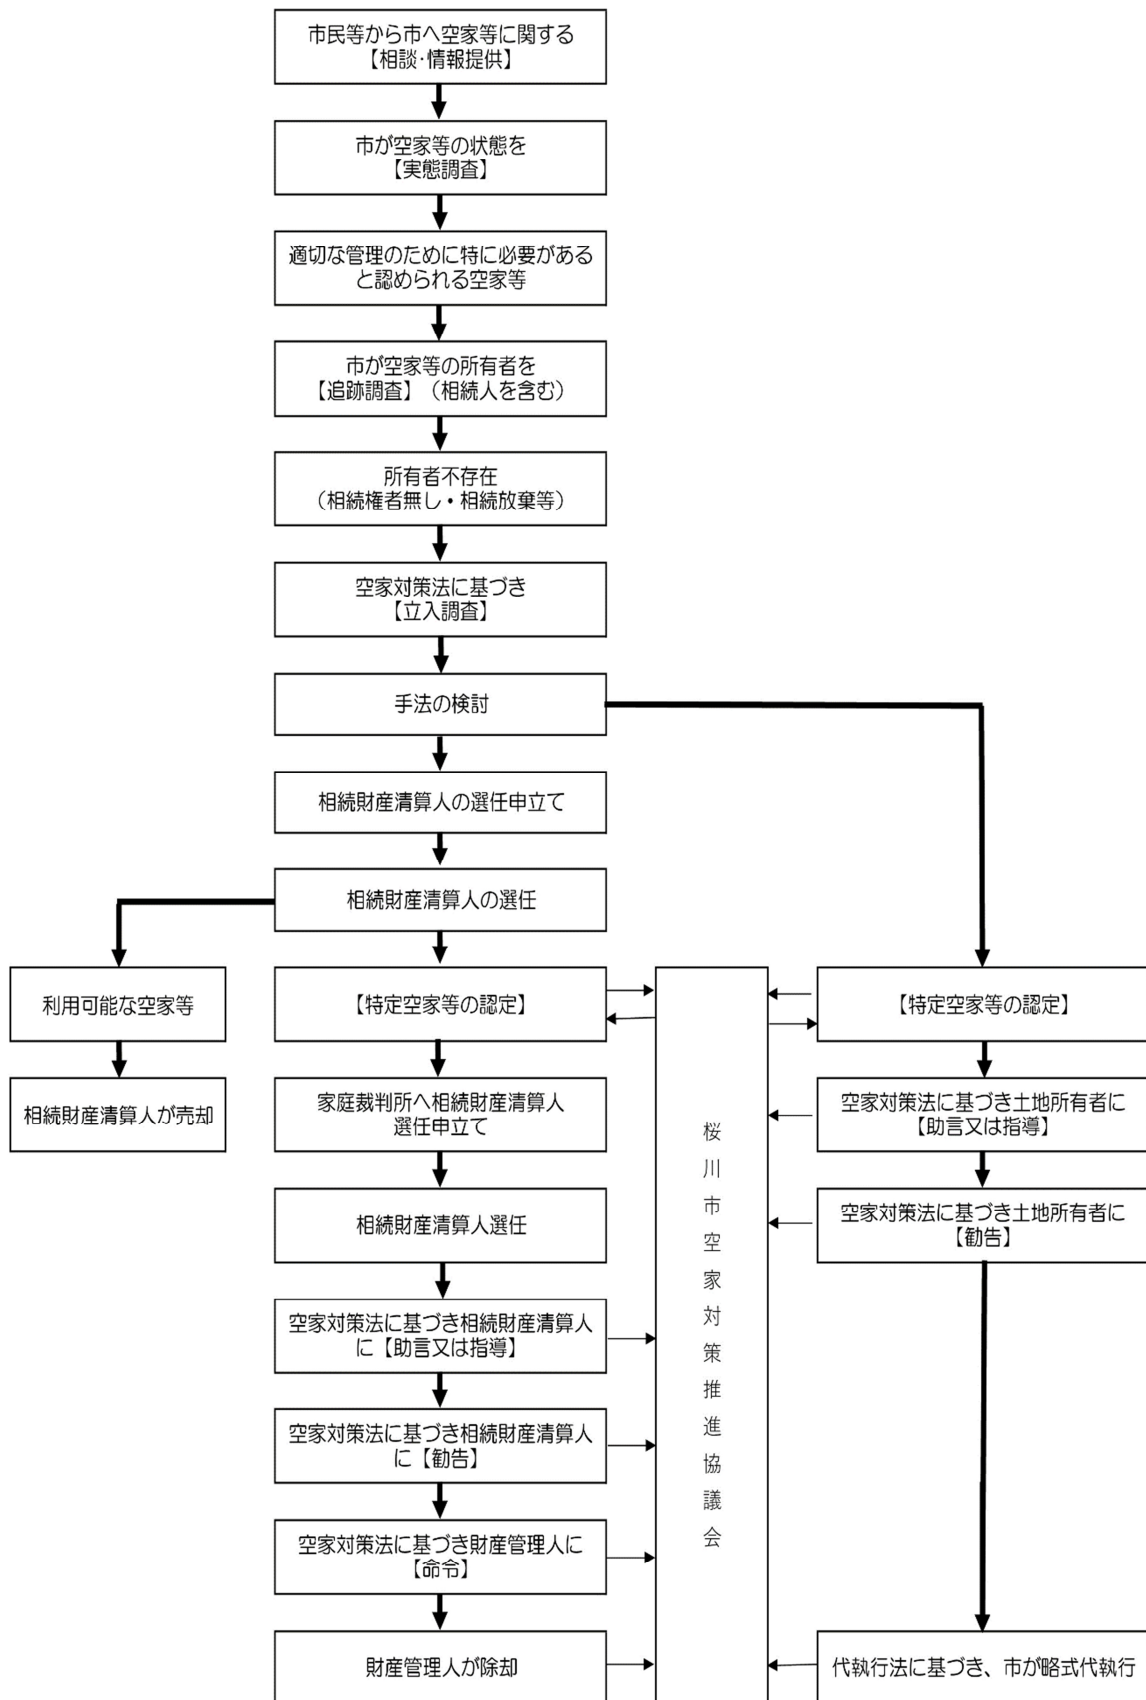 市民等から市へ空家等に関する
【相談・情報提供】
市が空家等の状態を
【実態調査】
適切な管理のために特に必要がある
と認められる空家等
市が空家等の所有者を
【追跡調査】（相続人を含む）
所有者不存在
（相続権者無し・相続放棄等）
空家対策法に基づき
【立入調査】
手法の検討
相続財産清算人の選任申立て
相続財産清算人の選任
利用可能な空家等
相続財産清算人が売却
【特定空家等の認定】
家庭裁判所へ相続財産清算人
選任申立て
相続財産清算人選任
空家対策法に基づき相続財産清算人
に【助言又は指導】
空家対策法に基づき相続財産清算人
に【勧告】
空家対策法に基づき財産管理人に
【命令】
財産管理人が除却
桜川市空家対策推進協議会
【特定空家等の認定】
空家対策法に基づき土地所有者に
【助言又は指導】
空家対策法に基づき土地所有者に
【勧告】
代執行法に基づき、市が略式代執行